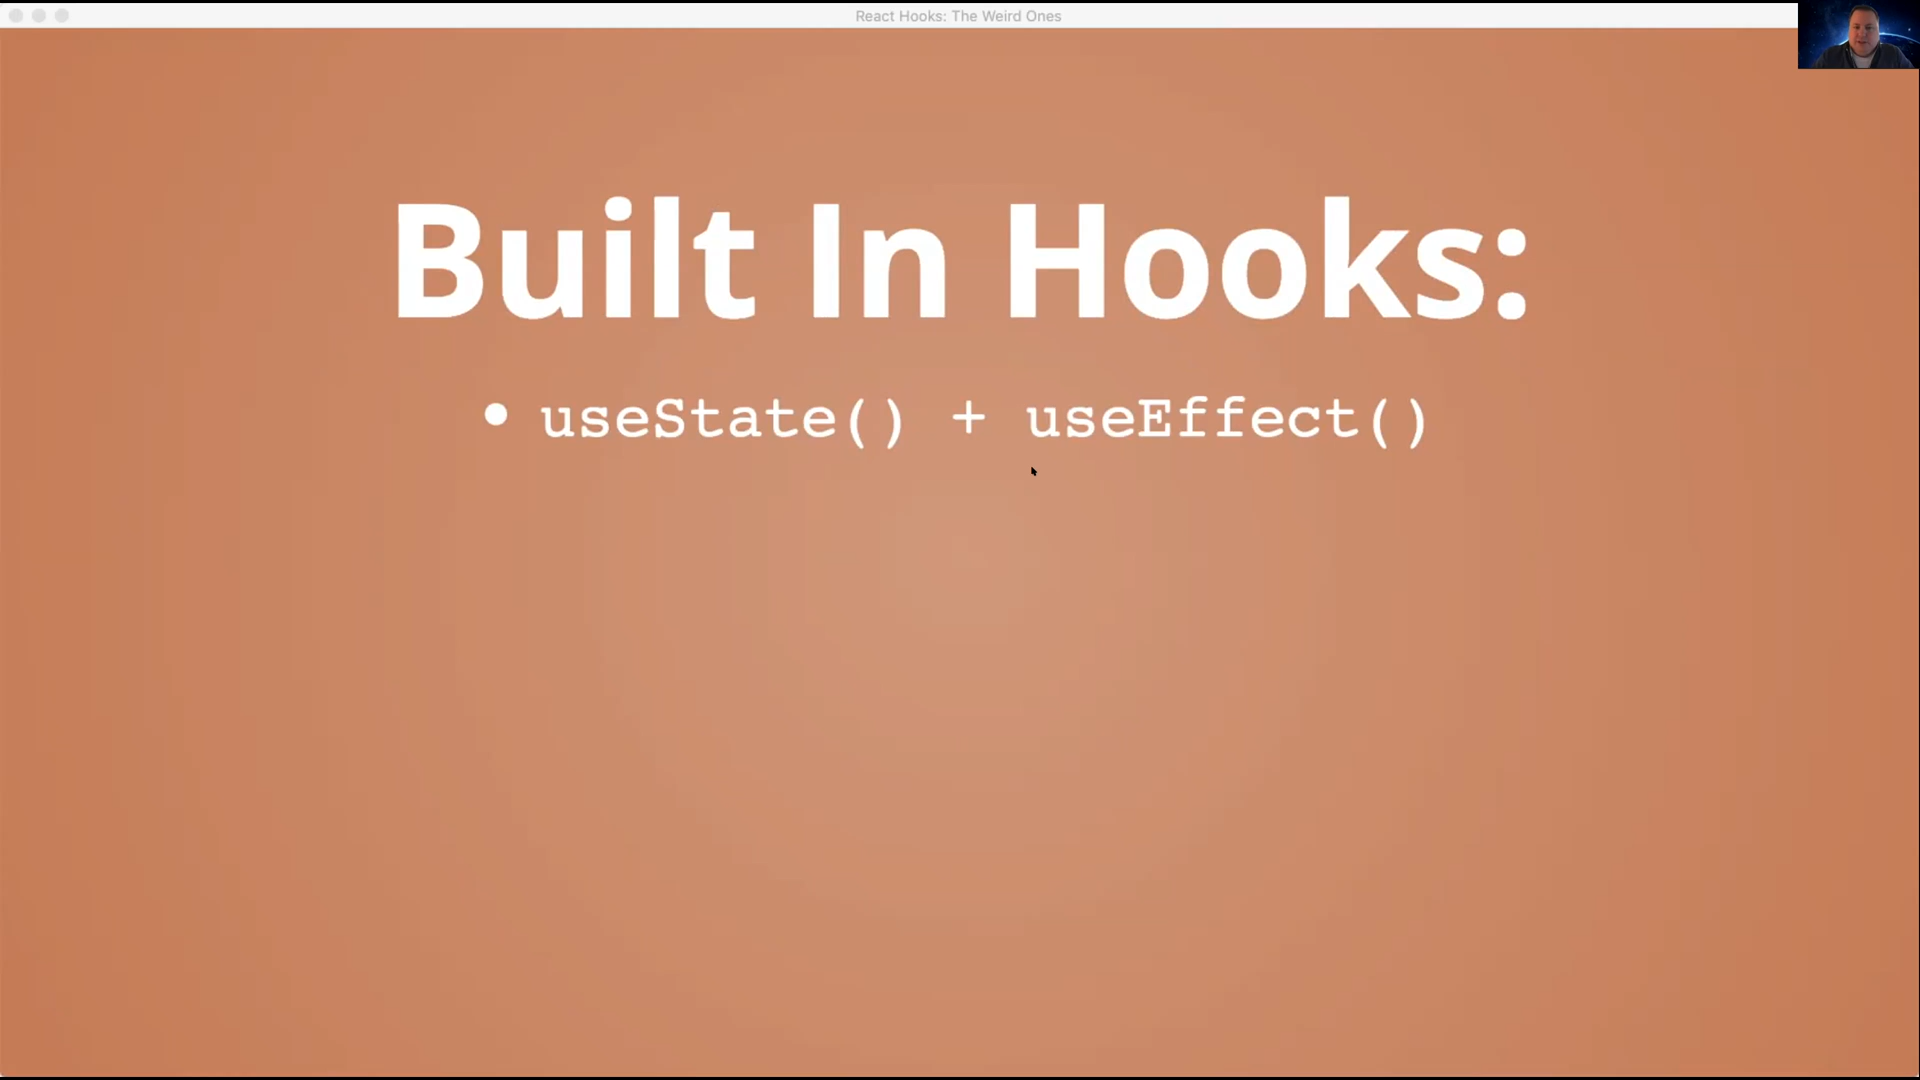 React Hooks: The Weird Ones
Built In Hooks:
• useState() + useEffect()